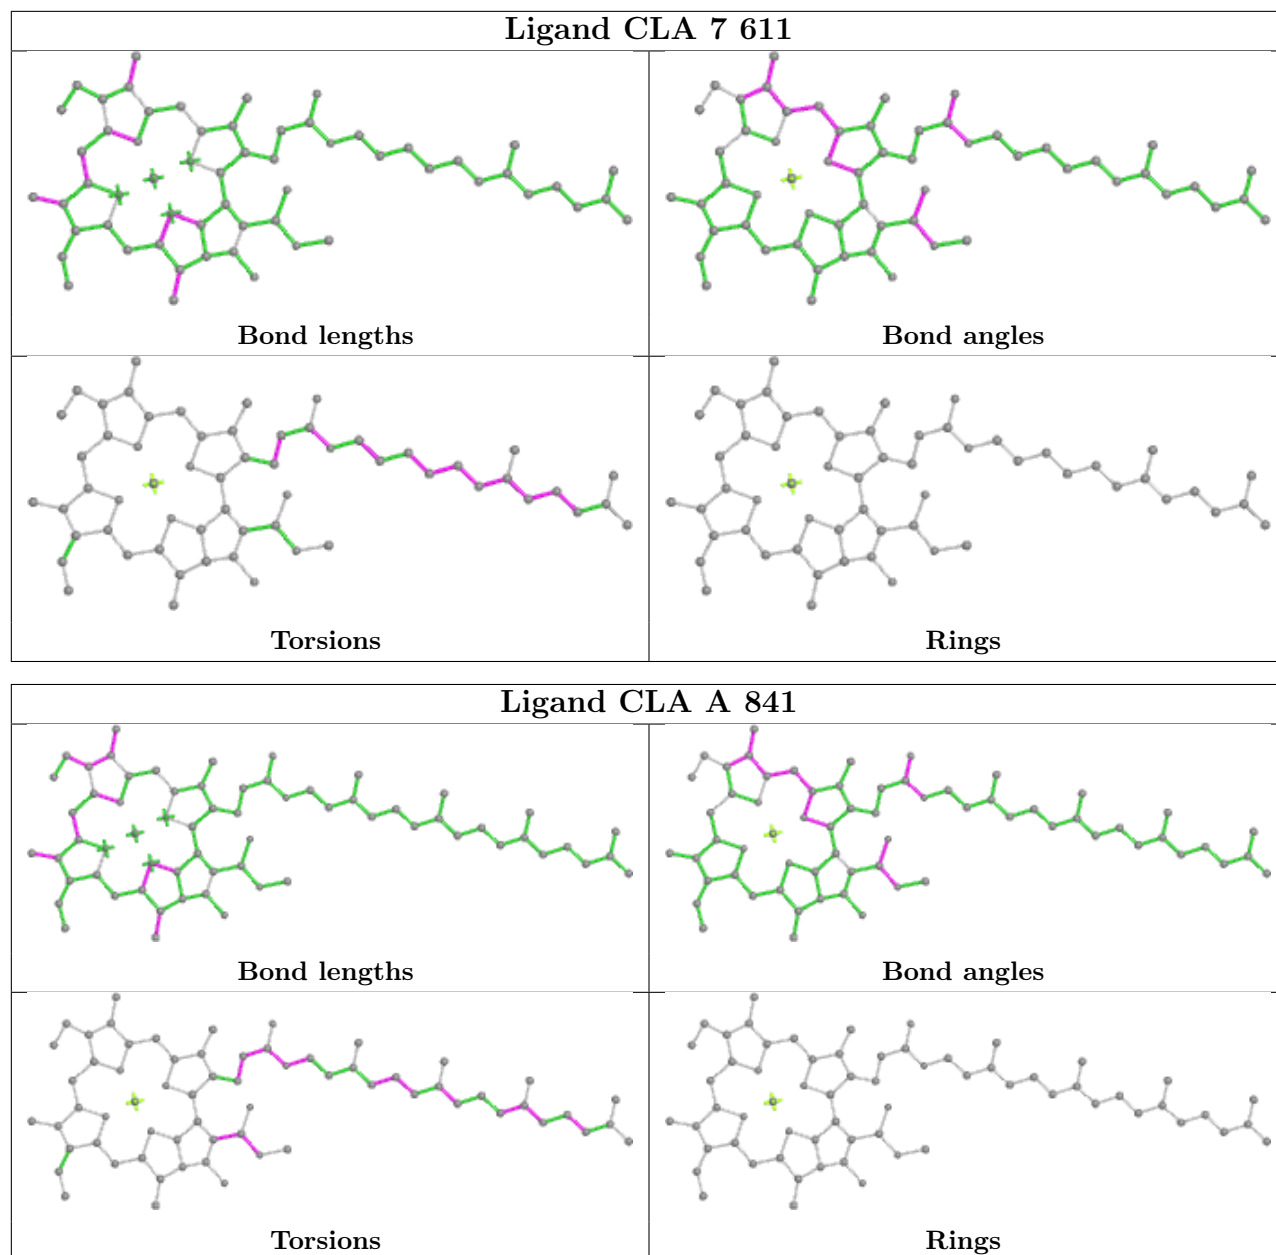 Ligand CLA 7 611
Bond lengths
Bond angles
Torsions
Rings
Ligand CLA A 841
Bond lengths
Bond angles
Torsions
Rings